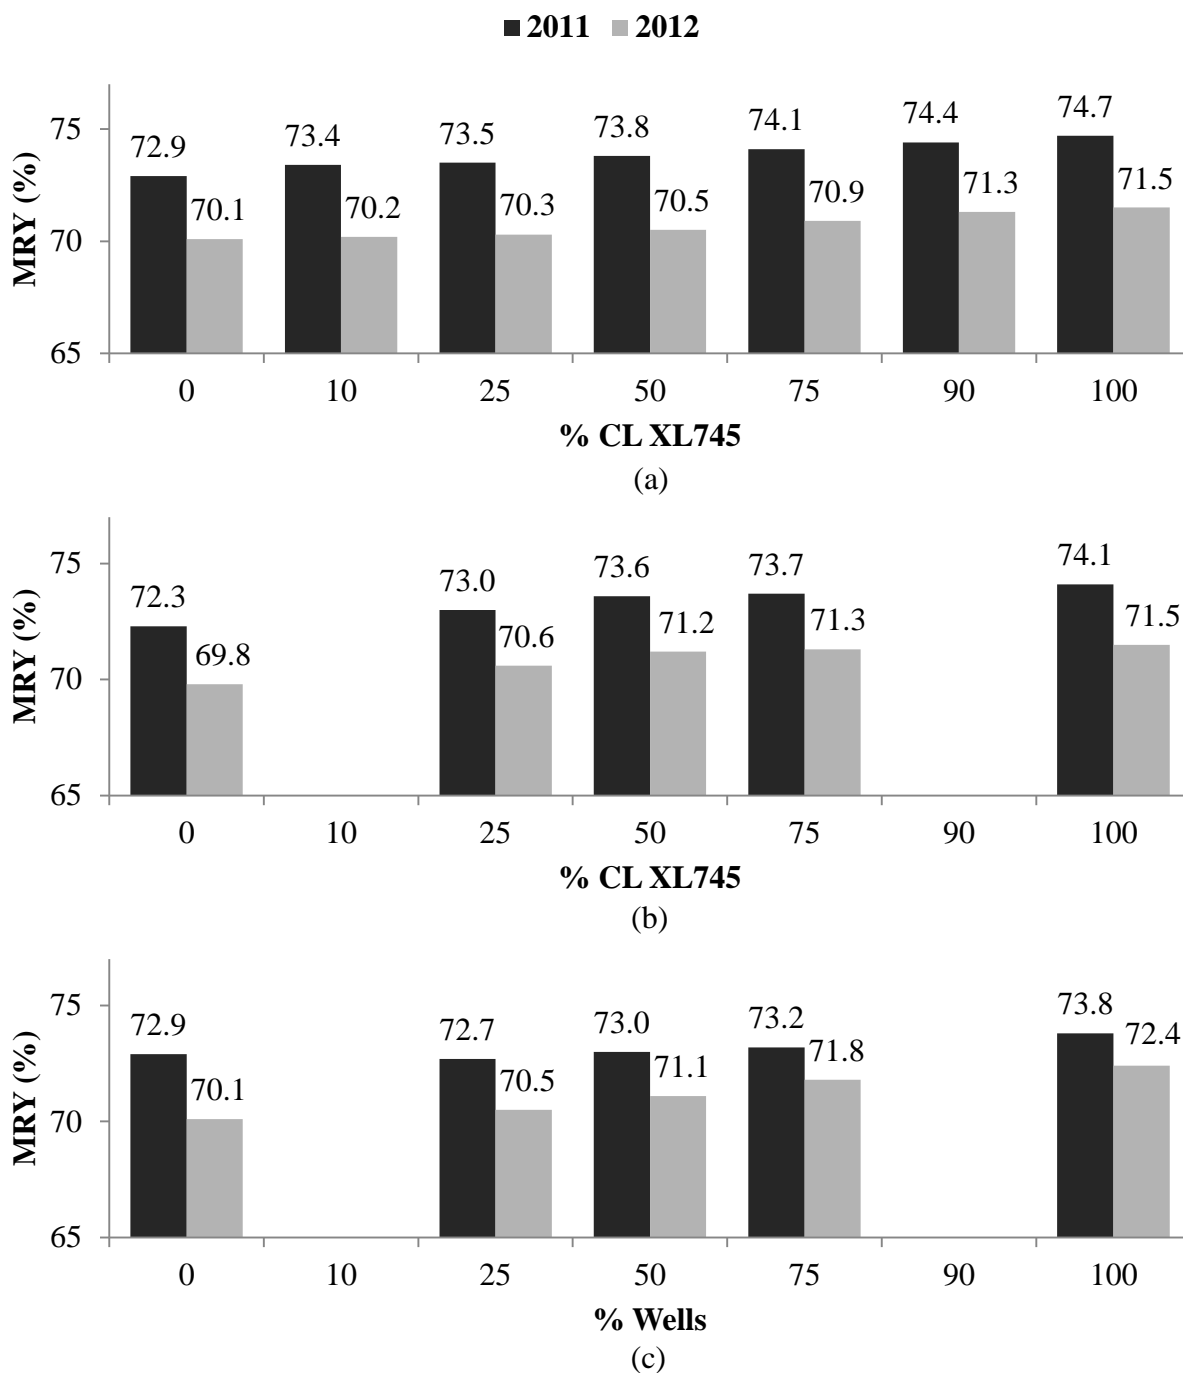 2011 2012
75
70
65
MRY (%)
72.9 70.1 73.4 70.2 73.5 70.3 73.8 70.5 74.1 70.9 74.4 71.3 74.7 71.5
0 10 25 50 75 90 100
% CL XL745
(a)
75
70
65
MRY (%)
72.3 69.8 73.0 70.6 73.6 71.2 73.7 71.3 74.1 71.5
0 10 25 50 75 90 100
% CL XL745
(b)
75
70
65
MRY (%)
72.9 70.1 72.7 70.5 73.0 71.1 73.2 71.8 73.8 72.4
0 10 25 50 75 90 100
% Wells
(c)